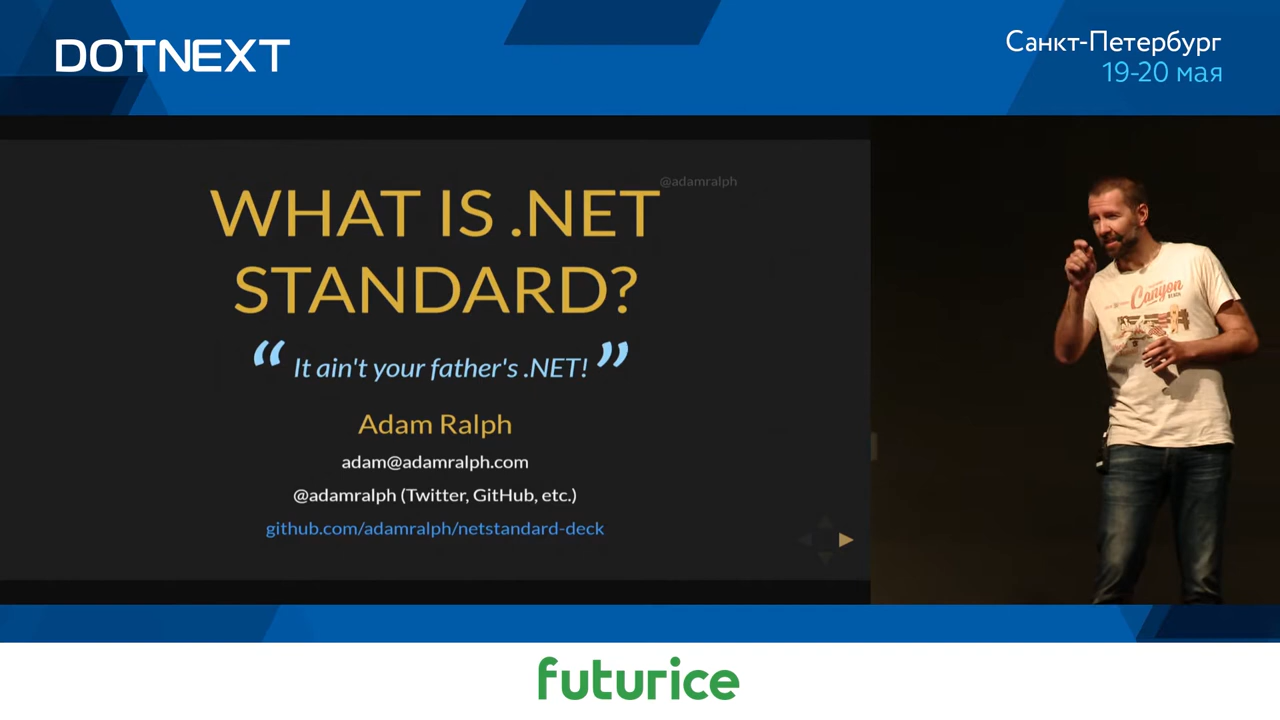 DOTNEXT
Санкт-Петербург
19-20 мая
@adamralph
WHAT IS .NET
STANDARD?
“ It ain't your father's .NET! ”
Adam Ralph
adam@adamralph.com
@adamralph (Twitter, GitHub, etc.)
github.com/adamralph/netstandard-deck
Canyon
futurice